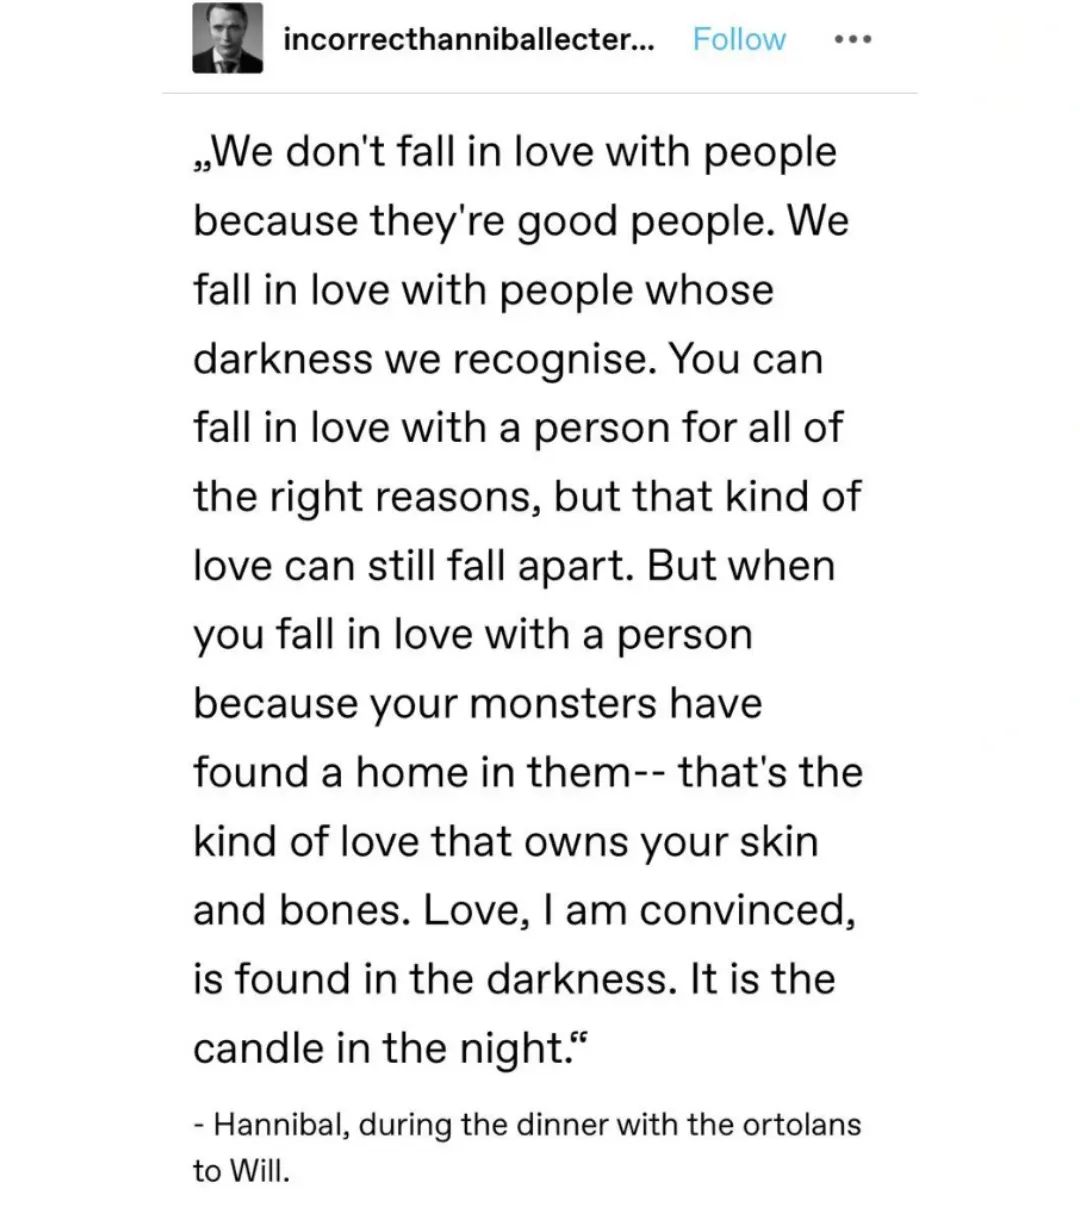 incorrecthanniballecter... Follow
„We don't fall in love with people
because they're good people. We
fall in love with people whose
darkness we recognise. You can
fall in love with a person for all of
the right reasons, but that kind of
love can still fall apart. But when
you fall in love with a person
because your monsters have
found a home in them-- that's the
kind of love that owns your skin
and bones. Love, I am convinced,
is found in the darkness. It is the
candle in the night.“
- Hannibal, during the dinner with the ortolans
to Will.